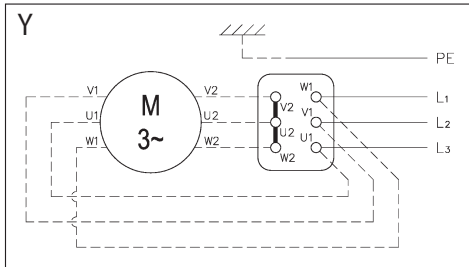 Y
PE
V1 V2 W1 L1
V2 V1
U1 M U2 L2
3~ U2 U1
W1 W2 W2 L3